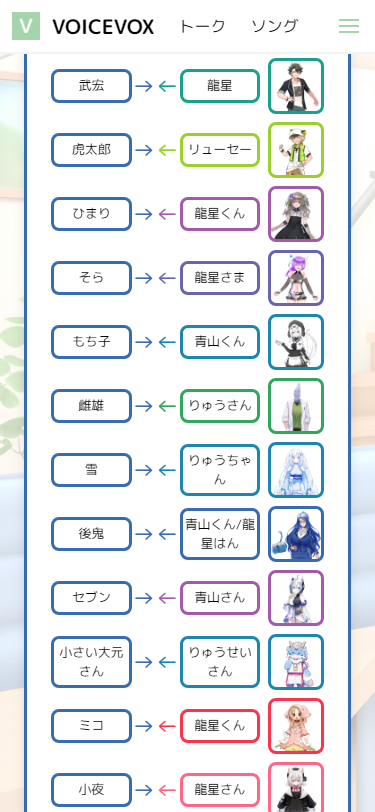 V VOICEVOX トーク ソング
武宏 → ← 龍星
虎太郎 → ← リューセー
ひまり → ← 龍星くん
そら → ← 龍星さま
もち子 → ← 青山くん
雌雄 → ← りゅうさん
雪 → ← りゅうちゃ
ん
後鬼 → ← 青山くん/龍
星はん
セブン → ← 青山さん
小さい大元
さん → ← りゅうせい
さん
ミコ → ← 龍星くん
小夜 → ← 龍星さん